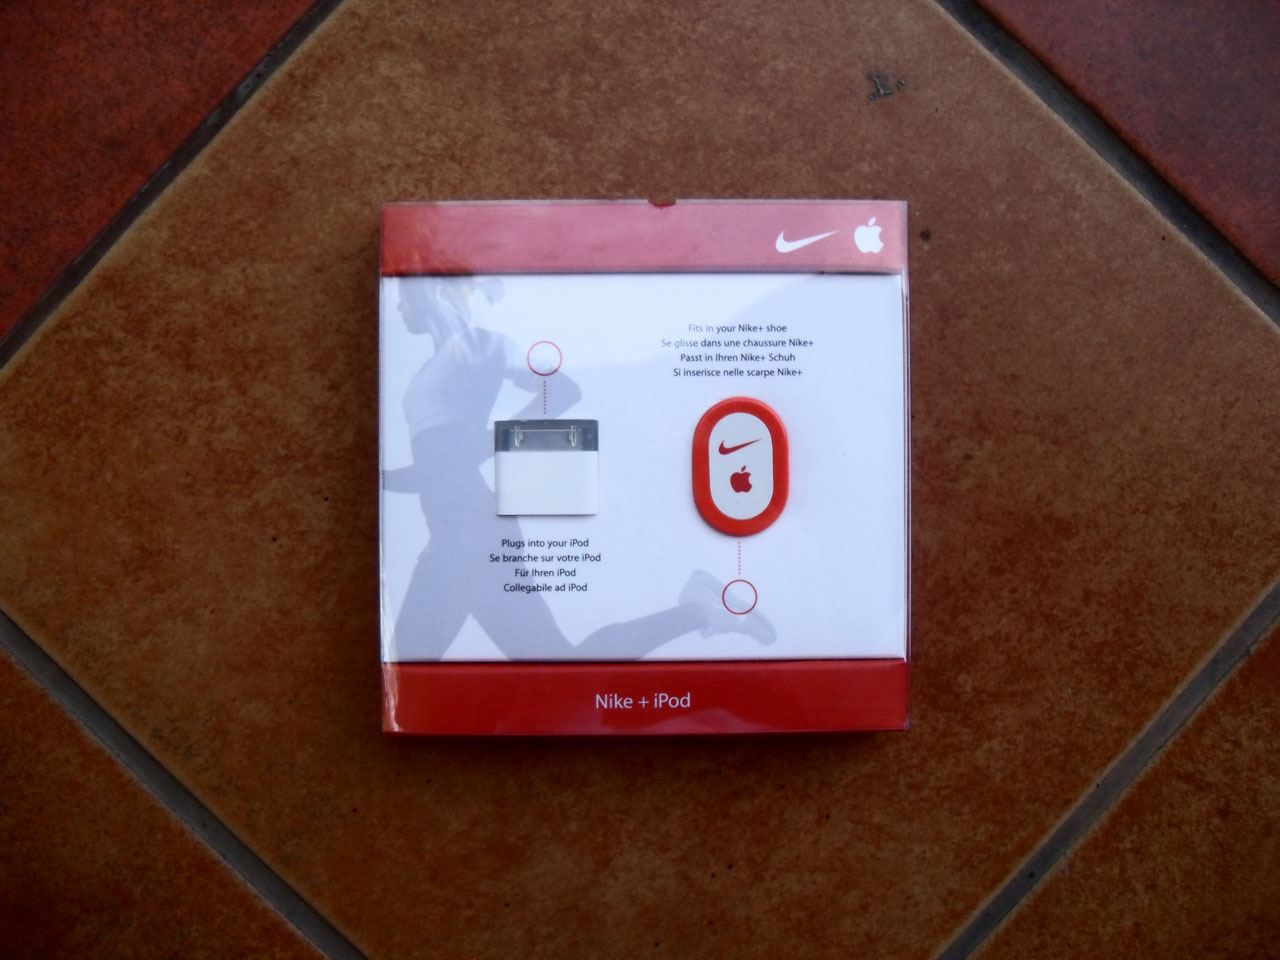 Fits in your Nike+ shoe
Se glisse dans une chaussure Nike+
Passt in Ihren Nike+ Schuh
Si inserisce nelle scarpe Nike+
Plugs into your iPod
Se branche sur votre iPod
Für Ihren iPod
Collegabile ad iPod
Nike + iPod